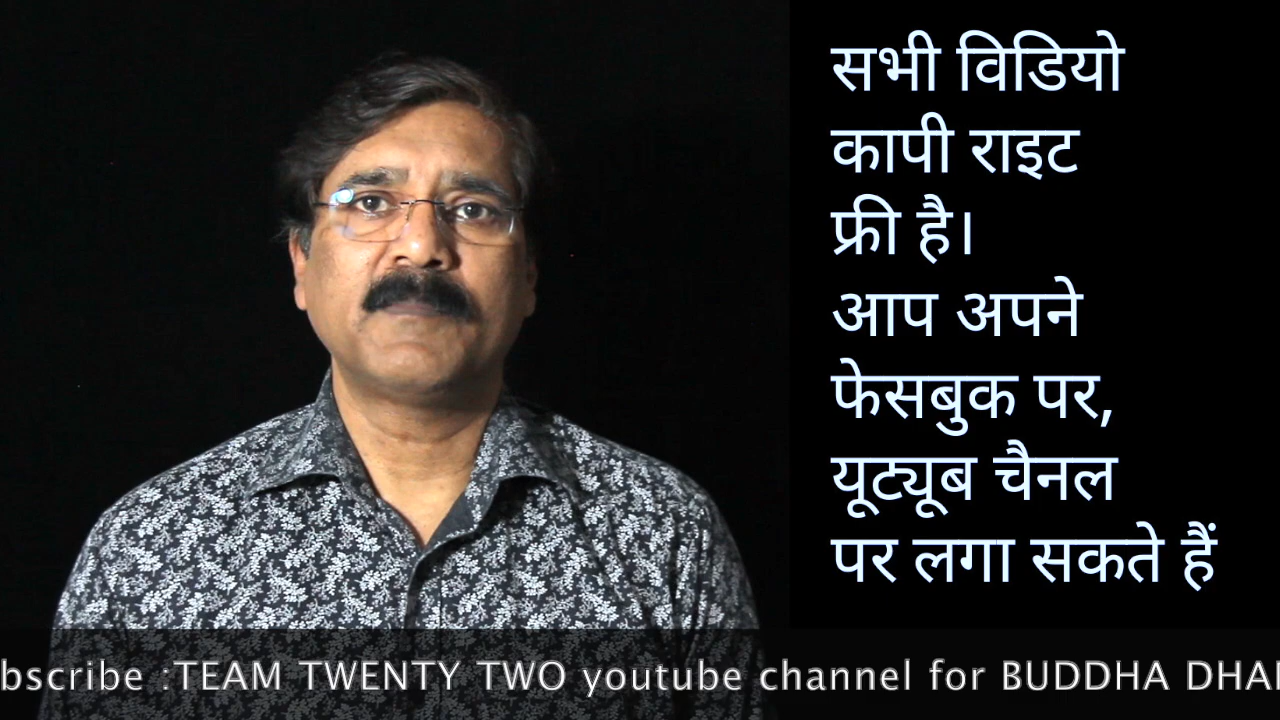 सभी विडियो
कापी राइट
फ्री है।
आप अपने
फेसबुक पर,
यूट्यूब चैनल
पर लगा सकते हैं
bscribe :TEAM TWENTY TWO youtube channel for BUDDHA DHA